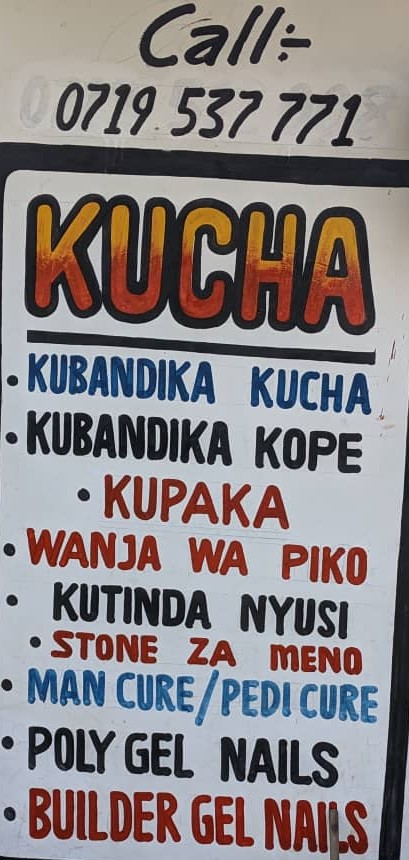 Call:-
0719 537 771
KUCHA
• KUBANDIKA KUCHA
• KUBANDIKA KOPE
• KUPAKA
• WANJA WA PIKO
• KUTINDA NYUSI
• STONE ZA MENO
• MAN CURE/PEDI CURE
• POLY GEL NAILS
• BUILDER GEL NAILS